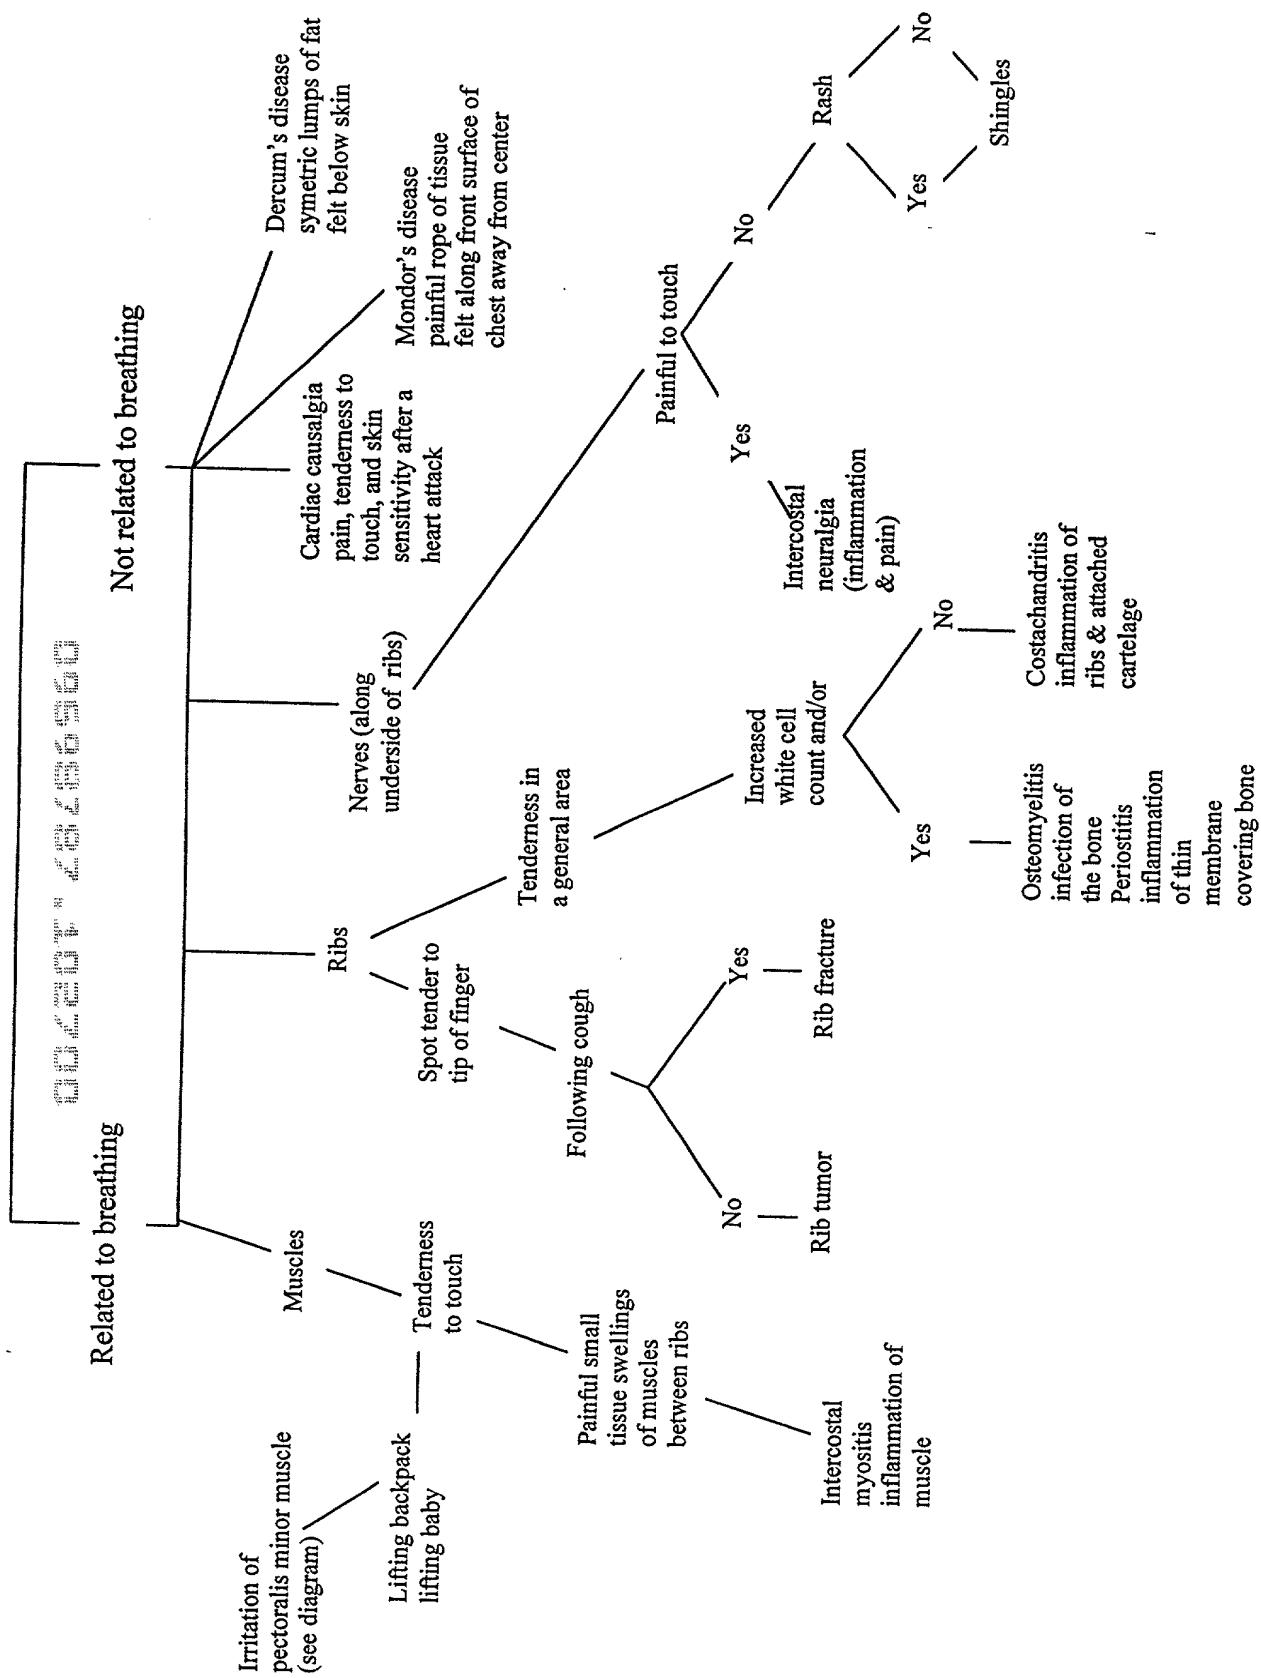 Related to breathing
Not related to breathing
Muscles
Tenderness
to touch
Lifting backpack
lifting baby
Irritation of
pectoralis minor muscle
(see diagram)
Painful small
tissue swellings
of muscles
between ribs
Intercostal
myositis
inflammation of
muscle
Ribs
Spot tender to
tip of finger
Following cough
No
Rib tumor
Yes
Rib fracture
Tenderness in
a general area
Increased
white cell
count and/or
Yes
Osteomyelitis
infection of
the bone
Periostitis
inflammation
of thin
membrane
covering bone
No
Costachandritis
inflammation of
ribs & attached
cartelage
Nerves (along
underside of ribs)
Painful to touch
Yes
Intercostal
neuralgia
(inflammation
& pain)
No
Rash
Yes
No
Shingles
Cardiac causalgia
pain, tenderness to
touch, and skin
sensitivity after a
heart attack
Mondor's disease
painful rope of tissue
felt along front surface of
chest away from center
Dercum's disease
symetric lumps of fat
felt below skin